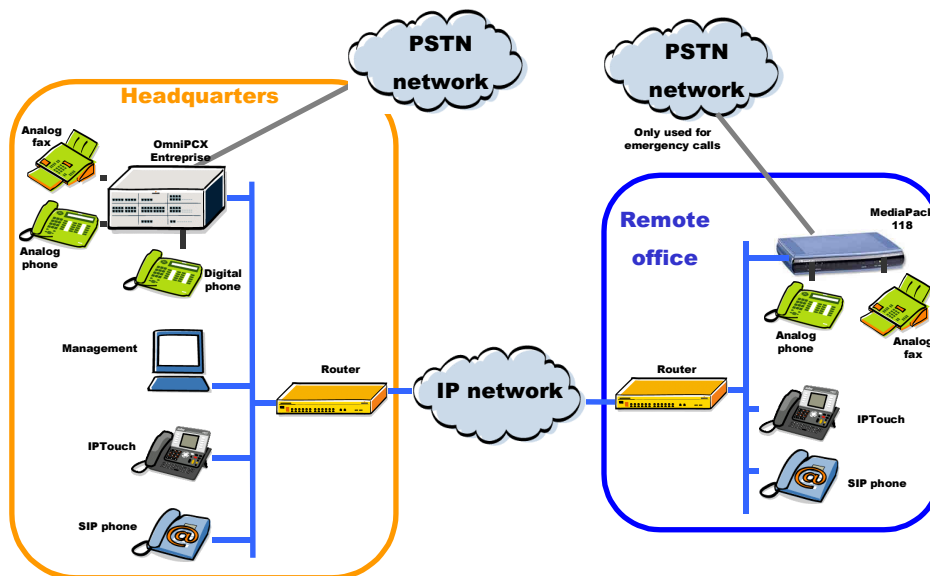 PSTN
network
PSTN
network
Headquarters
Analog
fax
OmniPCX
Entreprise
Only used for
emergency calls
Analog
phone
Digital
phone
Management
Router
IPTouch
SIP phone
IP network
Remote
office
MediaPack
118
Analog
phone
Analog
fax
Router
IPTouch
SIP phone